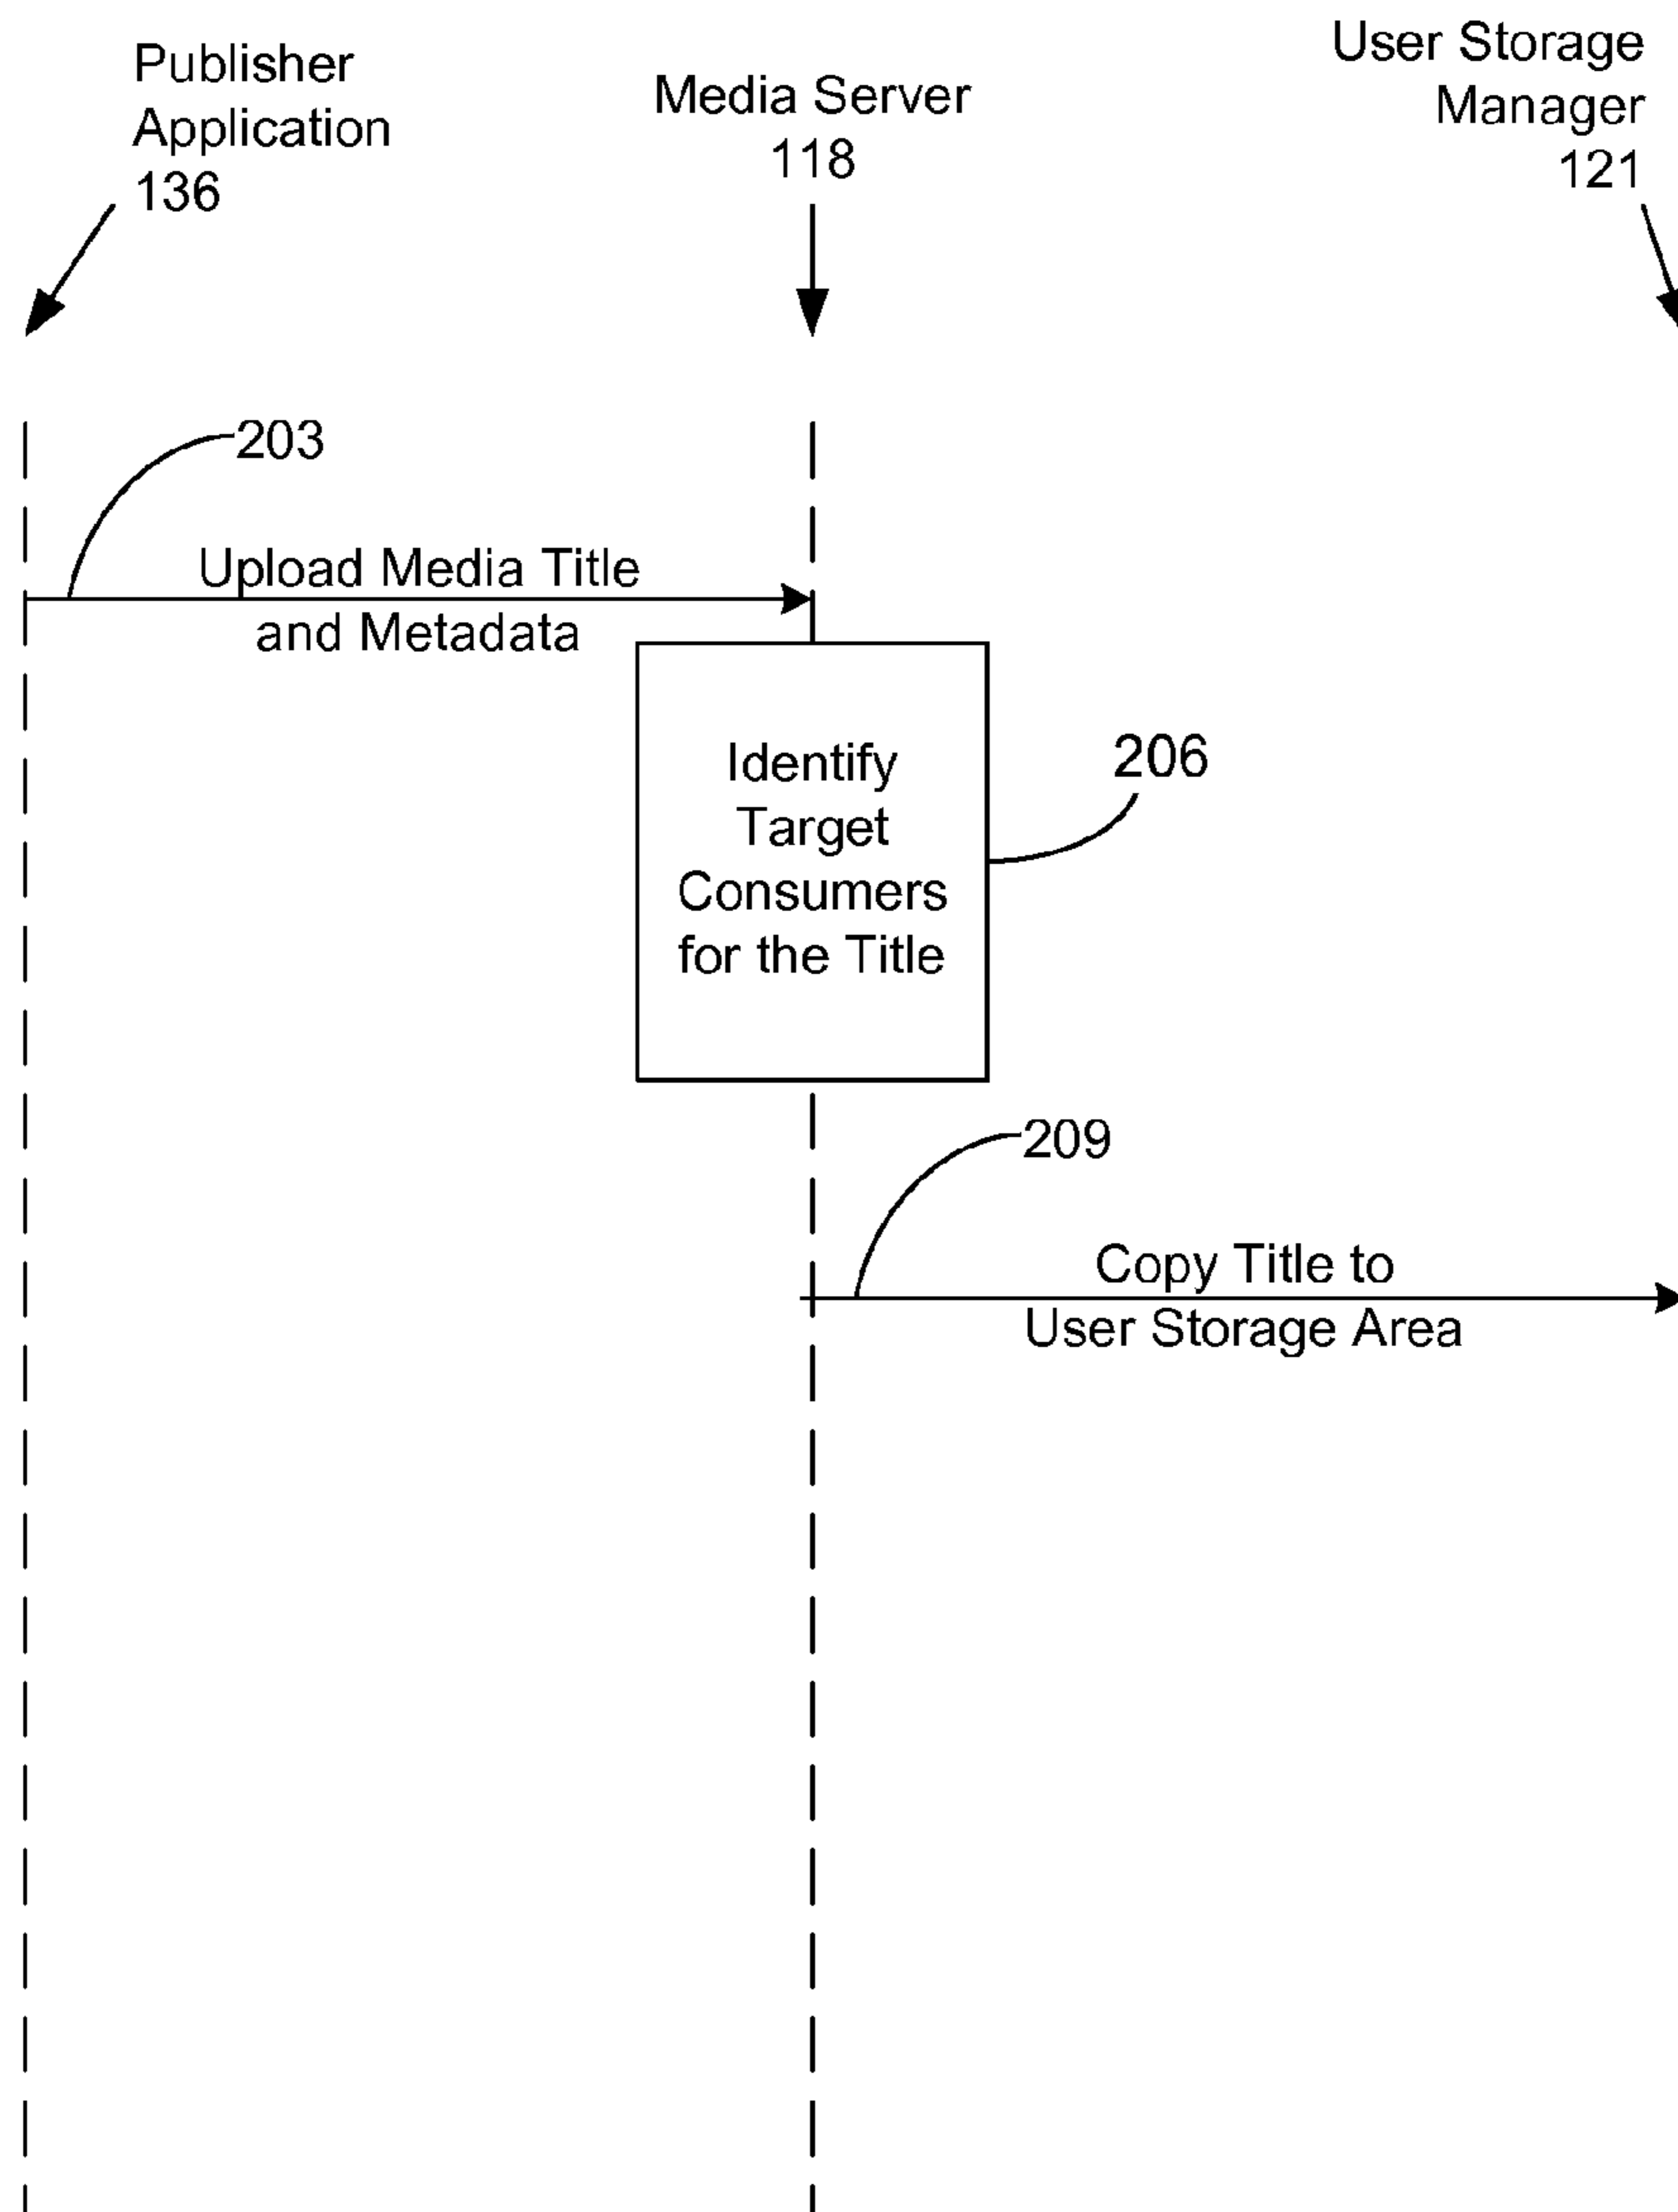 Publisher
Application
136
Media Server
118
User Storage
Manager
121
203
Upload Media Title
and Metadata
Identify
Target
Consumers
for the Title
206
209
Copy Title to
User Storage Area